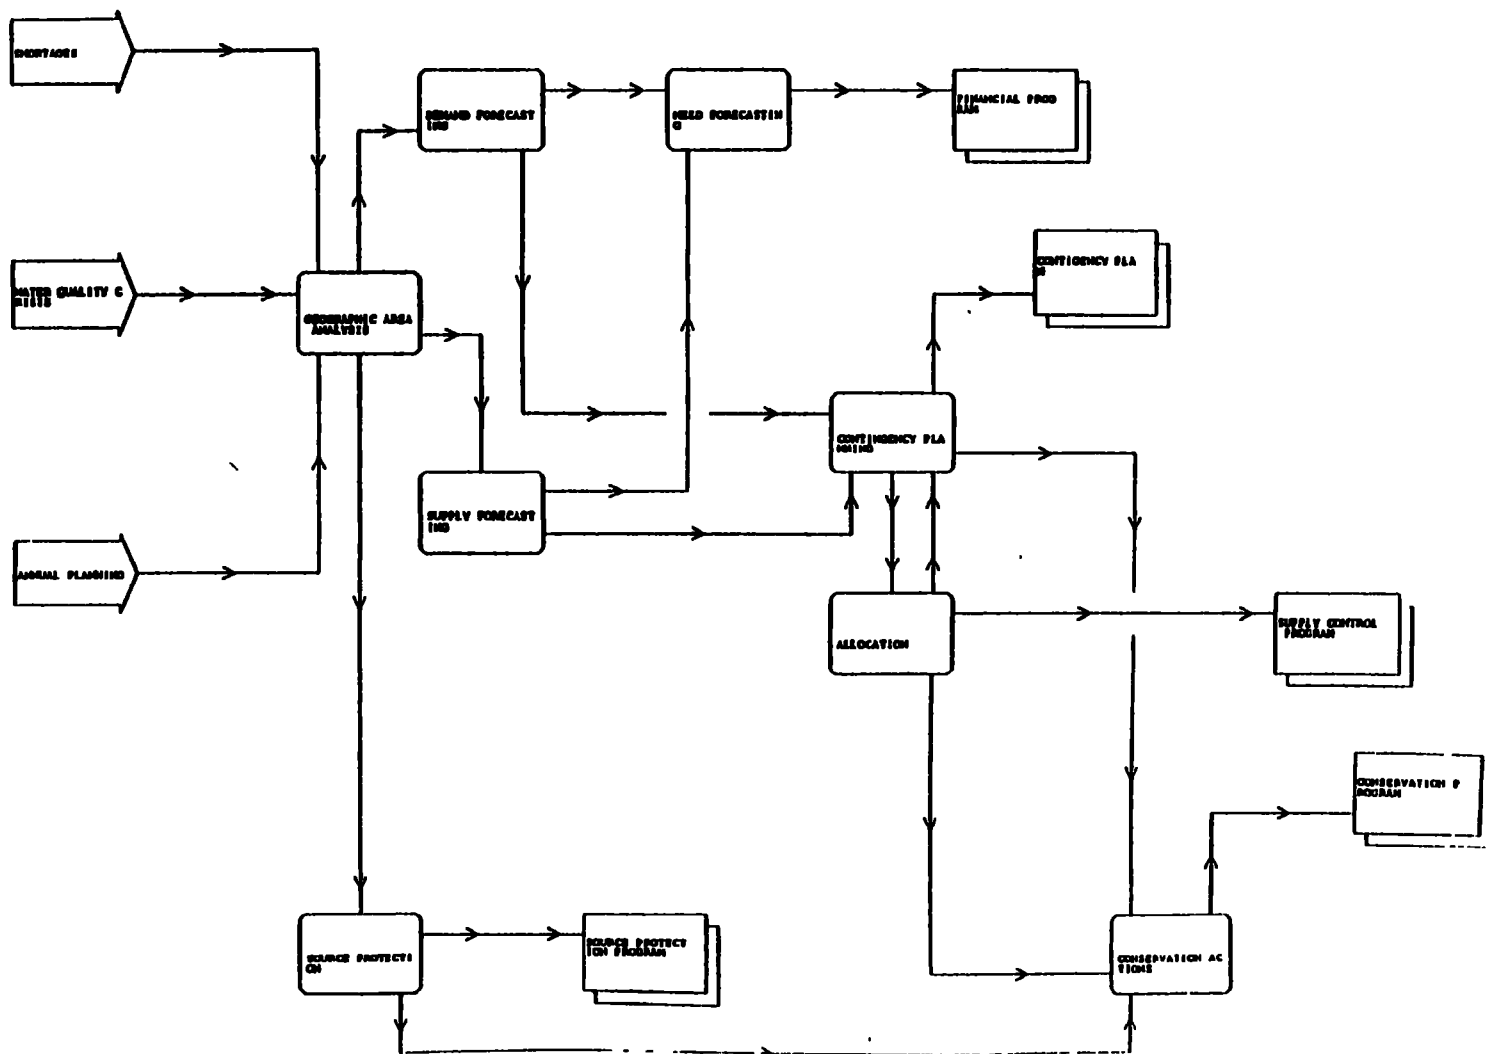 SHORTAGES
DEMAND FORECAST
ING
NEED FORECASTIN
G
FINANCIAL PROG
RAM
WATER QUALITY C
RISIS
GEOGRAPHIC AREA
ANALYSIS
CONTIGENCY PLA
N
CONTINGENCY PLA
NNING
SUPPLY FORECAST
ING
ANNUAL PLANNING
ALLOCATION
SUPPLY CONTROL
PROGRAM
CONSERVATION P
ROGRAM
SOURCE PROTECTI
ON
SOURCE PROTECT
ION PROGRAM
CONSERVATION AC
TIONS